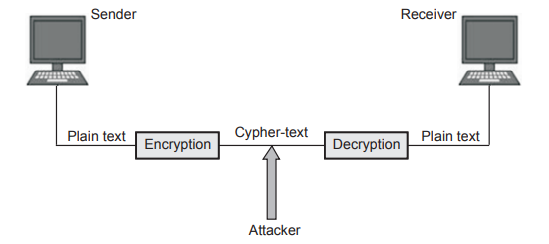 Sender
Receiver
Plain text
Encryption
Cypher-text
Decryption
Plain text
Attacker